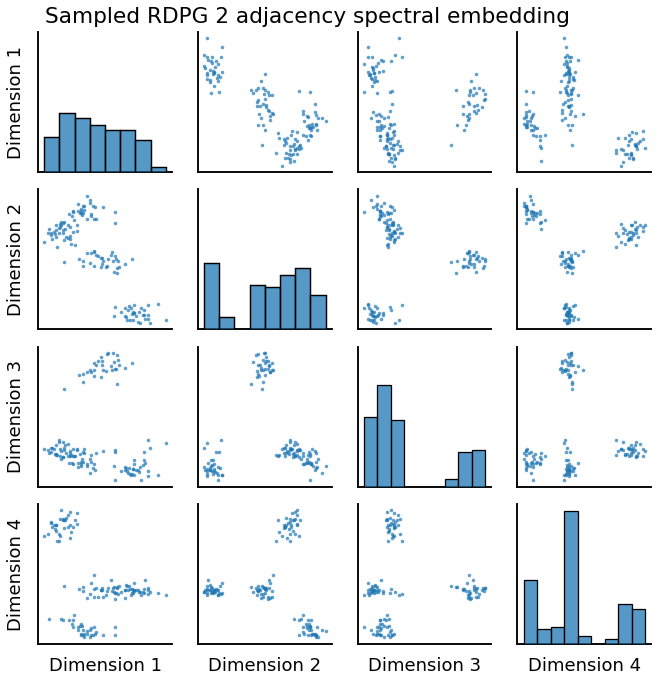 Sampled RDPG 2 adjacency spectral embedding
Dimension 1
Dimension 2
Dimension 3
Dimension 4
Dimension 1 Dimension 2 Dimension 3 Dimension 4